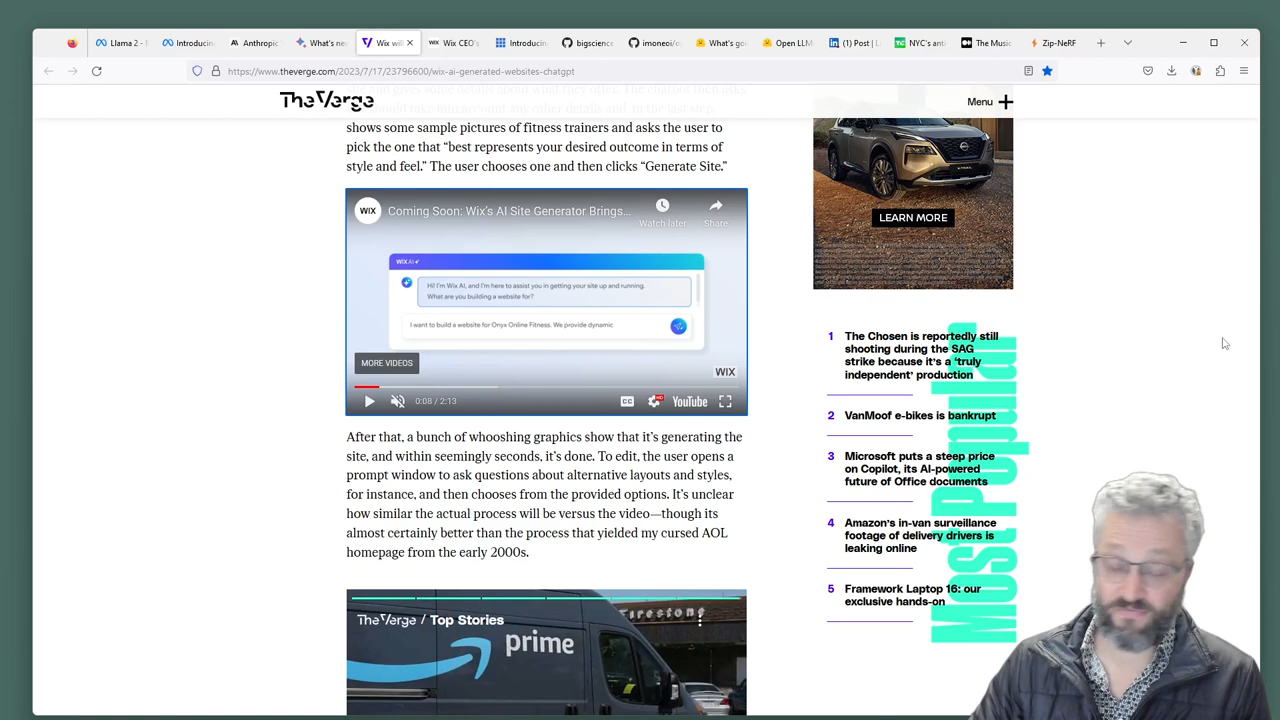 Llama 2 -
Introducin
Anthropic
What's ne
Wix wil
Wix CEO's
Introducin
bigscience
imoneoi/o
What's goi
Open LLM
(1) Post | L
NYC's anti
The Music
Zip-NeRF
https://www.theverge.com/2023/7/17/23796600/wix-ai-generated-websites-chatgpt
TheVerge
Menu
shows some sample pictures of fitness trainers and asks the user to
pick the one that “best represents your desired outcome in terms of
style and feel.” The user chooses one and then clicks “Generate Site.”
WIX
Coming Soon: Wix's AI Site Generator Brings...
Watch later
Share
WIX AI
Hi! I'm Wix AI, and I'm here to assist you in getting your site up and running.
What are you building a website for?
I want to build a website for Onyx Online Fitness. We provide dynamic
MORE VIDEOS
WIX
0:08 / 2:13
CC
HD
YouTube
After that, a bunch of whooshing graphics show that it’s generating the
site, and within seemingly seconds, it’s done. To edit, the user opens a
prompt window to ask questions about alternative layouts and styles,
for instance, and then chooses from the provided options. It’s unclear
how similar the actual process will be versus the video—though its
almost certainly better than the process that yielded my cursed AOL
homepage from the early 2000s.
TheVerge / Top Stories
Firestone
prime
LEARN MORE
Most Popular
1 The Chosen is reportedly still
shooting during the SAG
strike because it’s a ‘truly
independent’ production
2 VanMoof e-bikes is bankrupt
3 Microsoft puts a steep price
on Copilot, its AI-powered
future of Office documents
4 Amazon’s in-van surveillance
footage of delivery drivers is
leaking online
5 Framework Laptop 16: our
exclusive hands-on